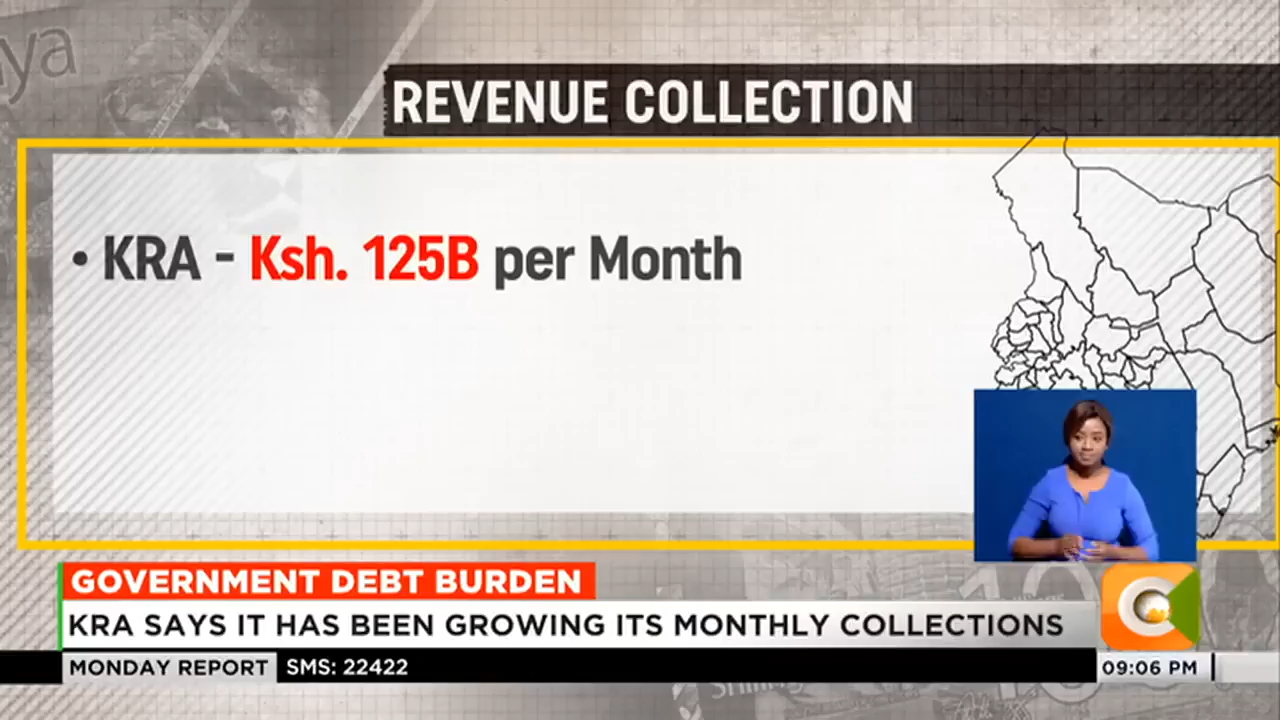 REVENUE COLLECTION
• KRA - Ksh. 125B per Month
GOVERNMENT DEBT BURDEN
KRA SAYS IT HAS BEEN GROWING ITS MONTHLY COLLECTIONS
MONDAY REPORT SMS: 22422
09:06 PM